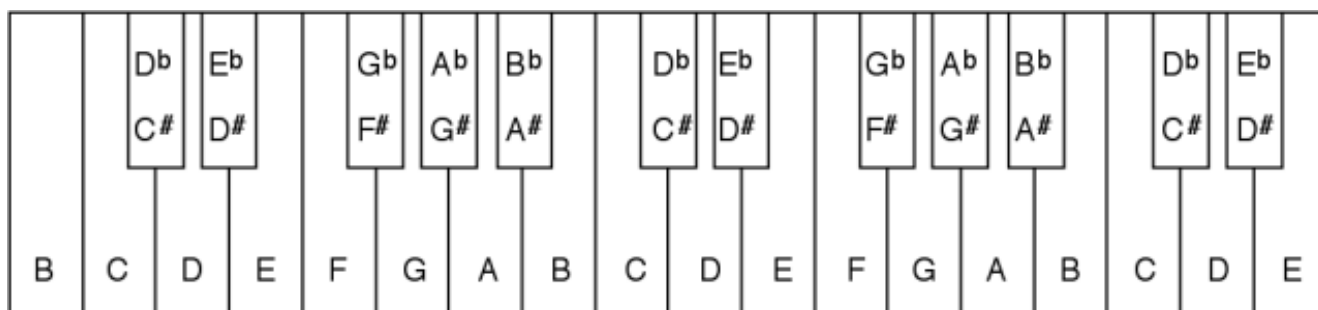 Db Eb Gb Ab Bb Db Eb Gb Ab Bb Db Eb
C# D# F# G# A# C# D# F# G# A# C# D#
B C D E F G A B C D E F G A B C D E